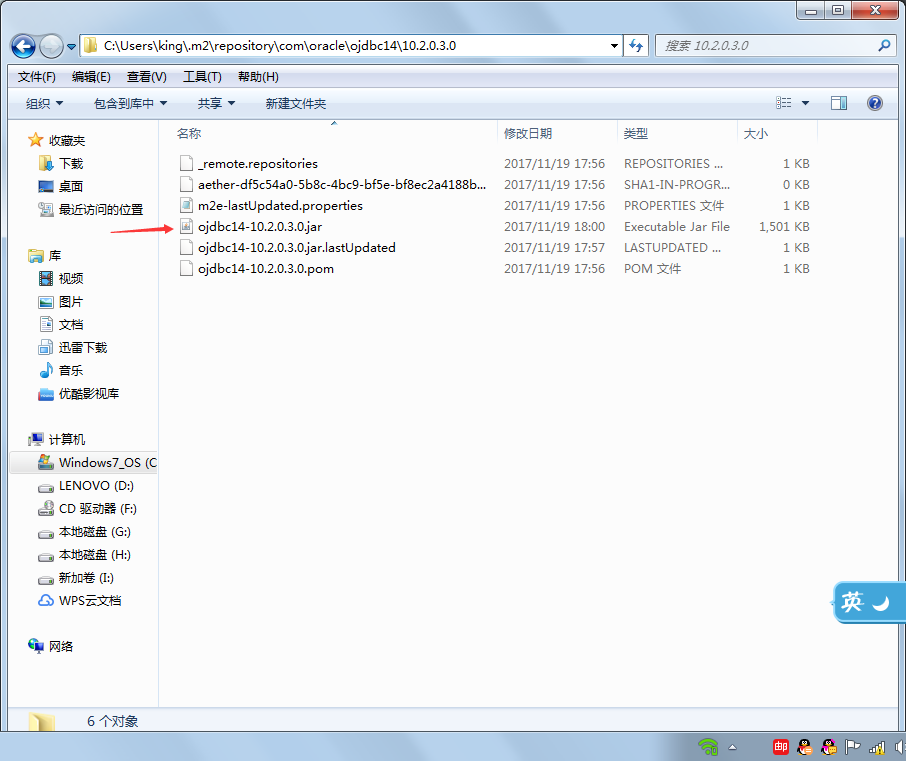 C:\Users\king\.m2\repository\com\oracle\ojdbc14\10.2.0.3.0
搜索 10.2.0.3.0
文件(F) 编辑(E) 查看(V) 工具(T) 帮助(H)
组织 包含到库中 共享 新建文件夹
名称 修改日期 类型 大小
_remote.repositories 2017/11/19 17:56 REPOSITORIES ... 1 KB
aether-df5c54a0-5b8c-4bc9-bf5e-bf8ec2a4188b... 2017/11/19 17:56 SHA1-IN-PROGR... 0 KB
m2e-lastUpdated.properties 2017/11/19 17:56 PROPERTIES 文件 1 KB
ojdbc14-10.2.0.3.0.jar 2017/11/19 18:00 Executable Jar File 1,501 KB
ojdbc14-10.2.0.3.0.jar.lastUpdated 2017/11/19 17:57 LASTUPDATED ... 1 KB
ojdbc14-10.2.0.3.0.pom 2017/11/19 17:56 POM 文件 1 KB
收藏夹
下载
桌面
最近访问的位置
库
视频
图片
文档
迅雷下载
音乐
优酷影视库
计算机
Windows7_OS (C
LENOVO (D:)
CD 驱动器 (F:)
本地磁盘 (G:)
本地磁盘 (H:)
新加卷 (I:)
WPS云文档
网络
英
6 个对象